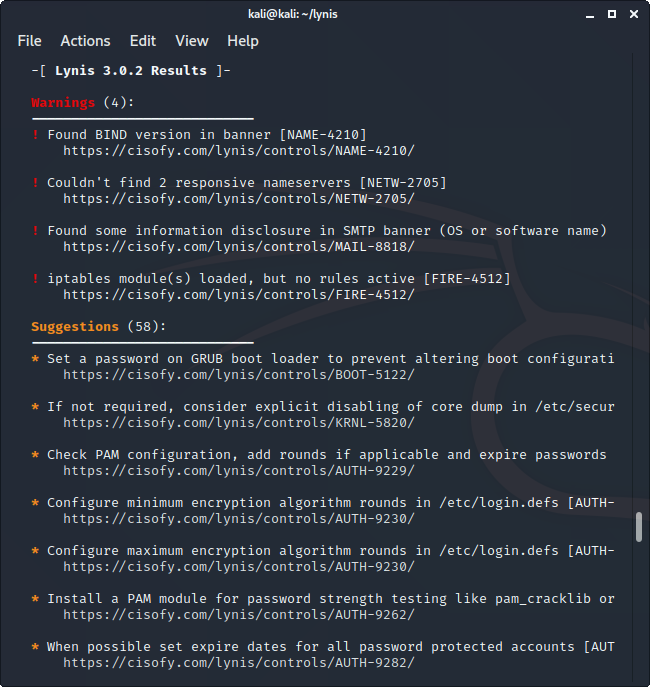 kali@kali: ~/lynis
File Actions Edit View Help
-[ Lynis 3.0.2 Results ]-
Warnings (4):
! Found BIND version in banner [NAME-4210]
https://cisofy.com/lynis/controls/NAME-4210/
! Couldn't find 2 responsive nameservers [NETW-2705]
https://cisofy.com/lynis/controls/NETW-2705/
! Found some information disclosure in SMTP banner (OS or software name)
https://cisofy.com/lynis/controls/MAIL-8818/
! iptables module(s) loaded, but no rules active [FIRE-4512]
https://cisofy.com/lynis/controls/FIRE-4512/
Suggestions (58):
* Set a password on GRUB boot loader to prevent altering boot configurati
https://cisofy.com/lynis/controls/BOOT-5122/
* If not required, consider explicit disabling of core dump in /etc/secur
https://cisofy.com/lynis/controls/KRNL-5820/
* Check PAM configuration, add rounds if applicable and expire passwords
https://cisofy.com/lynis/controls/AUTH-9229/
* Configure minimum encryption algorithm rounds in /etc/login.defs [AUTH-
https://cisofy.com/lynis/controls/AUTH-9230/
* Configure maximum encryption algorithm rounds in /etc/login.defs [AUTH-
https://cisofy.com/lynis/controls/AUTH-9230/
* Install a PAM module for password strength testing like pam_cracklib or
https://cisofy.com/lynis/controls/AUTH-9262/
* When possible set expire dates for all password protected accounts [AUT
https://cisofy.com/lynis/controls/AUTH-9282/